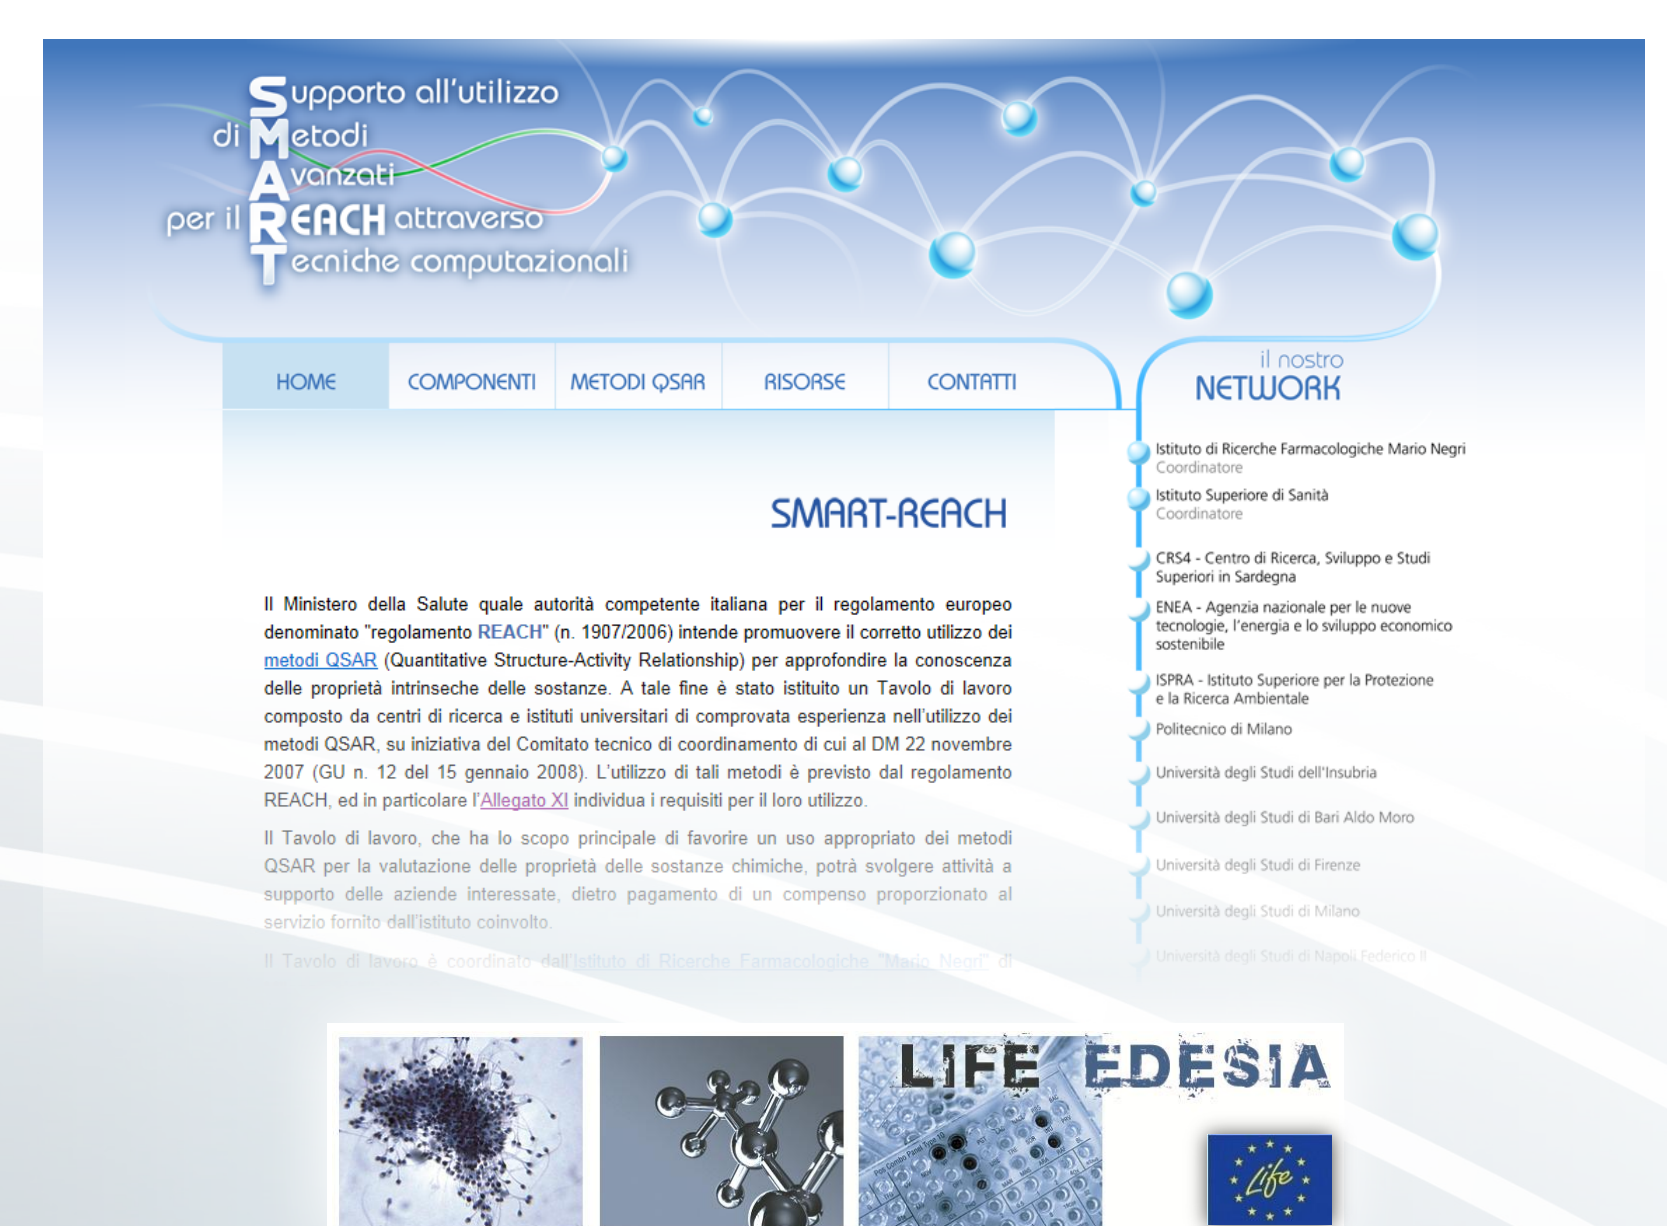 Supporto all'utilizzo
di Metodi
Avanzati
per il REACH attraverso
Tecniche computazionali
HOME
COMPONENTI
METODI QSAR
RISORSE
CONTATTI
il nostro
NETWORK
SMART-REACH
Il Ministero della Salute quale autorità competente italiana per il regolamento europeo
denominato "regolamento REACH" (n. 1907/2006) intende promuovere il corretto utilizzo dei
metodi QSAR (Quantitative Structure-Activity Relationship) per approfondire la conoscenza
delle proprietà intrinseche delle sostanze. A tale fine è stato istituito un Tavolo di lavoro
composto da centri di ricerca e istituti universitari di comprovata esperienza nell'utilizzo dei
metodi QSAR, su iniziativa del Comitato tecnico di coordinamento di cui al DM 22 novembre
2007 (GU n. 12 del 15 gennaio 2008). L'utilizzo di tali metodi è previsto dal regolamento
REACH, ed in particolare l'Allegato XI individua i requisiti per il loro utilizzo.
Il Tavolo di lavoro, che ha lo scopo principale di favorire un uso appropriato dei metodi
QSAR per la valutazione delle proprietà delle sostanze chimiche, potrà svolgere attività a
supporto delle aziende interessate, dietro pagamento di un compenso proporzionato al
servizio fornito dall'istituto coinvolto.
Il Tavolo di lavoro è coordinato dall'Istituto di Ricerche Farmacologiche "Mario Negri" di
Istituto di Ricerche Farmacologiche Mario Negri
Coordinatore
Istituto Superiore di Sanità
Coordinatore
CRS4 - Centro di Ricerca, Sviluppo e Studi
Superiori in Sardegna
ENEA - Agenzia nazionale per le nuove
tecnologie, l'energia e lo sviluppo economico
sostenibile
ISPRA - Istituto Superiore per la Protezione
e la Ricerca Ambientale
Politecnico di Milano
Università degli Studi dell'Insubria
Università degli Studi di Bari Aldo Moro
Università degli Studi di Firenze
Università degli Studi di Milano
Università degli Studi di Napoli Federico II
LIFE EDESIA
Pos Combo Panel Type 10
Life